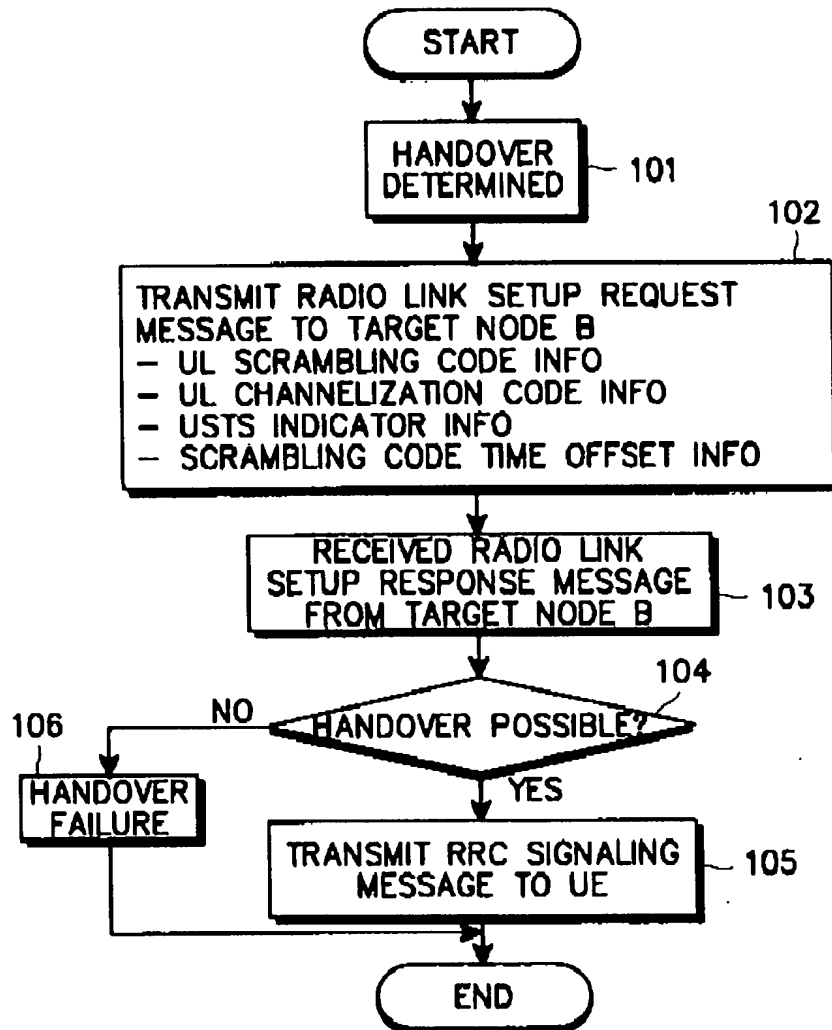 START
HANDOVER
DETERMINED
101
102
TRANSMIT RADIO LINK SETUP REQUEST
MESSAGE TO TARGET NODE B
- UL SCRAMBLING CODE INFO
- UL CHANNELIZATION CODE INFO
- USTS INDICATOR INFO
- SCRAMBLING CODE TIME OFFSET INFO
RECEIVED RADIO LINK
SETUP RESPONSE MESSAGE
FROM TARGET NODE B
103
104
HANDOVER POSSIBLE?
NO
106
HANDOVER
FAILURE
YES
TRANSMIT RRC SIGNALING
MESSAGE TO UE
105
END